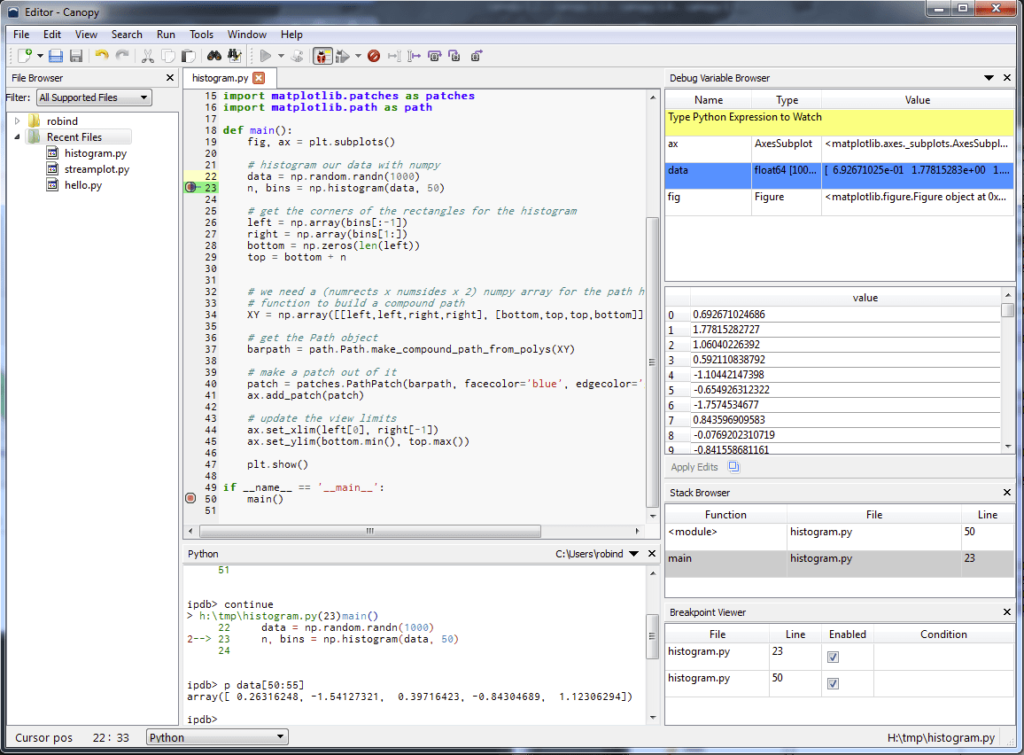 Editor - Canopy
File Edit View Search Run Tools Window Help
File Browser
Filter: All Supported Files
robind
Recent Files
histogram.py
streamplot.py
hello.py
histogram.py
15 import matplotlib.patches as patches
16 import matplotlib.path as path
17
18 def main():
19 fig, ax = plt.subplots()
20
21 # histogram our data with numpy
22 data = np.random.randn(1000)
23 n, bins = np.histogram(data, 50)
24
25 # get the corners of the rectangles for the histogram
26 left = np.array(bins[:-1])
27 right = np.array(bins[1:])
28 bottom = np.zeros(len(left))
29 top = bottom + n
30
31
32 # we need a (numrects x numsides x 2) numpy array for the path h
33 # function to build a compound path
34 XY = np.array([[left,left,right,right], [bottom,top,top,bottom]]
35
36 # get the Path object
37 barpath = path.Path.make_compound_path_from_polys(XY)
38
39 # make a patch out of it
40 patch = patches.PathPatch(barpath, facecolor='blue', edgecolor='
41 ax.add_patch(patch)
42
43 # update the view limits
44 ax.set_xlim(left[0], right[-1])
45 ax.set_ylim(bottom.min(), top.max())
46
47 plt.show()
48
49 if __name__ == '__main__':
50 main()
51
Python C:\Users\robind
51
ipdb> continue
> h:\tmp\histogram.py(23)main()
22 data = np.random.randn(1000)
2--> 23 n, bins = np.histogram(data, 50)
24
ipdb> p data[50:55]
array([ 0.26316248, -1.54127321, 0.39716423, -0.84304689, 1.12306294])
ipdb>
Debug Variable Browser
Name Type Value
Type Python Expression to Watch
ax AxesSubplot <matplotlib.axes._subplots.AxesSubpl...
data float64 [100... [ 6.92671025e-01 1.77815283e+00 1....
fig Figure <matplotlib.figure.Figure object at 0x...
value
0 0.692671024686
1 1.77815282727
2 1.06040226392
3 0.592110838792
4 -1.10442147398
5 -0.654926312322
6 -1.7574534677
7 0.843596909583
8 -0.0769202310719
9 -0.841558681161
Apply Edits
Stack Browser
Function File Line
<module> histogram.py 50
main histogram.py 23
Breakpoint Viewer
File Line Enabled Condition
histogram.py 23
histogram.py 50
Cursor pos 22: 33 Python H:\tmp\histogram.py